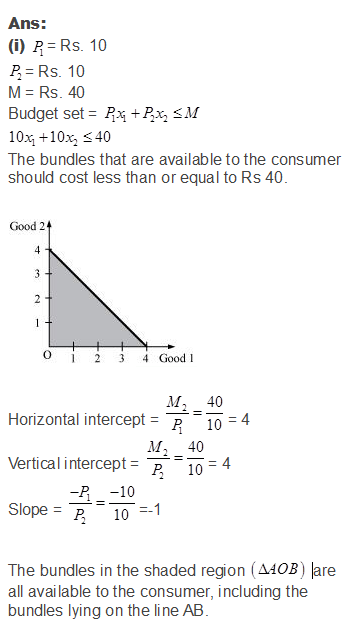 Ans:
(i) P₁ = Rs. 10
P₂ = Rs. 10
M = Rs. 40
Budget set = P₁x₁ + P₂x₂ ≤ M
10x₁ + 10x₂ ≤ 40
The bundles that are available to the consumer
should cost less than or equal to Rs 40.
Good 2
4
3
2
1
O 1 2 3 4 Good 1
Horizontal intercept = M₂/P₁ = 40/10 = 4
Vertical intercept = M₂/P₂ = 40/10 = 4
Slope = -P₁/P₂ = -10/10 =-1
The bundles in the shaded region (ΔAOB) are
all available to the consumer, including the
bundles lying on the line AB.